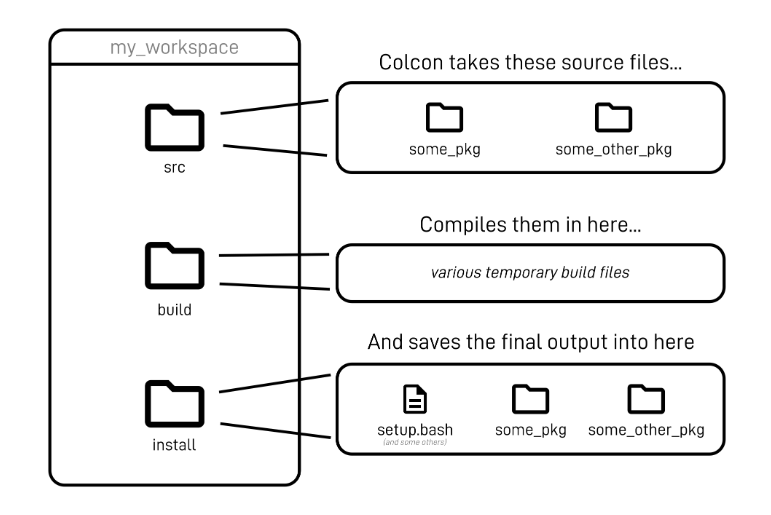 my_workspace
Colcon takes these source files...
some_pkg
some_other_pkg
src
Compiles them in here...
various temporary build files
build
And saves the final output into here
setup.bash
(and some others)
some_pkg
some_other_pkg
install